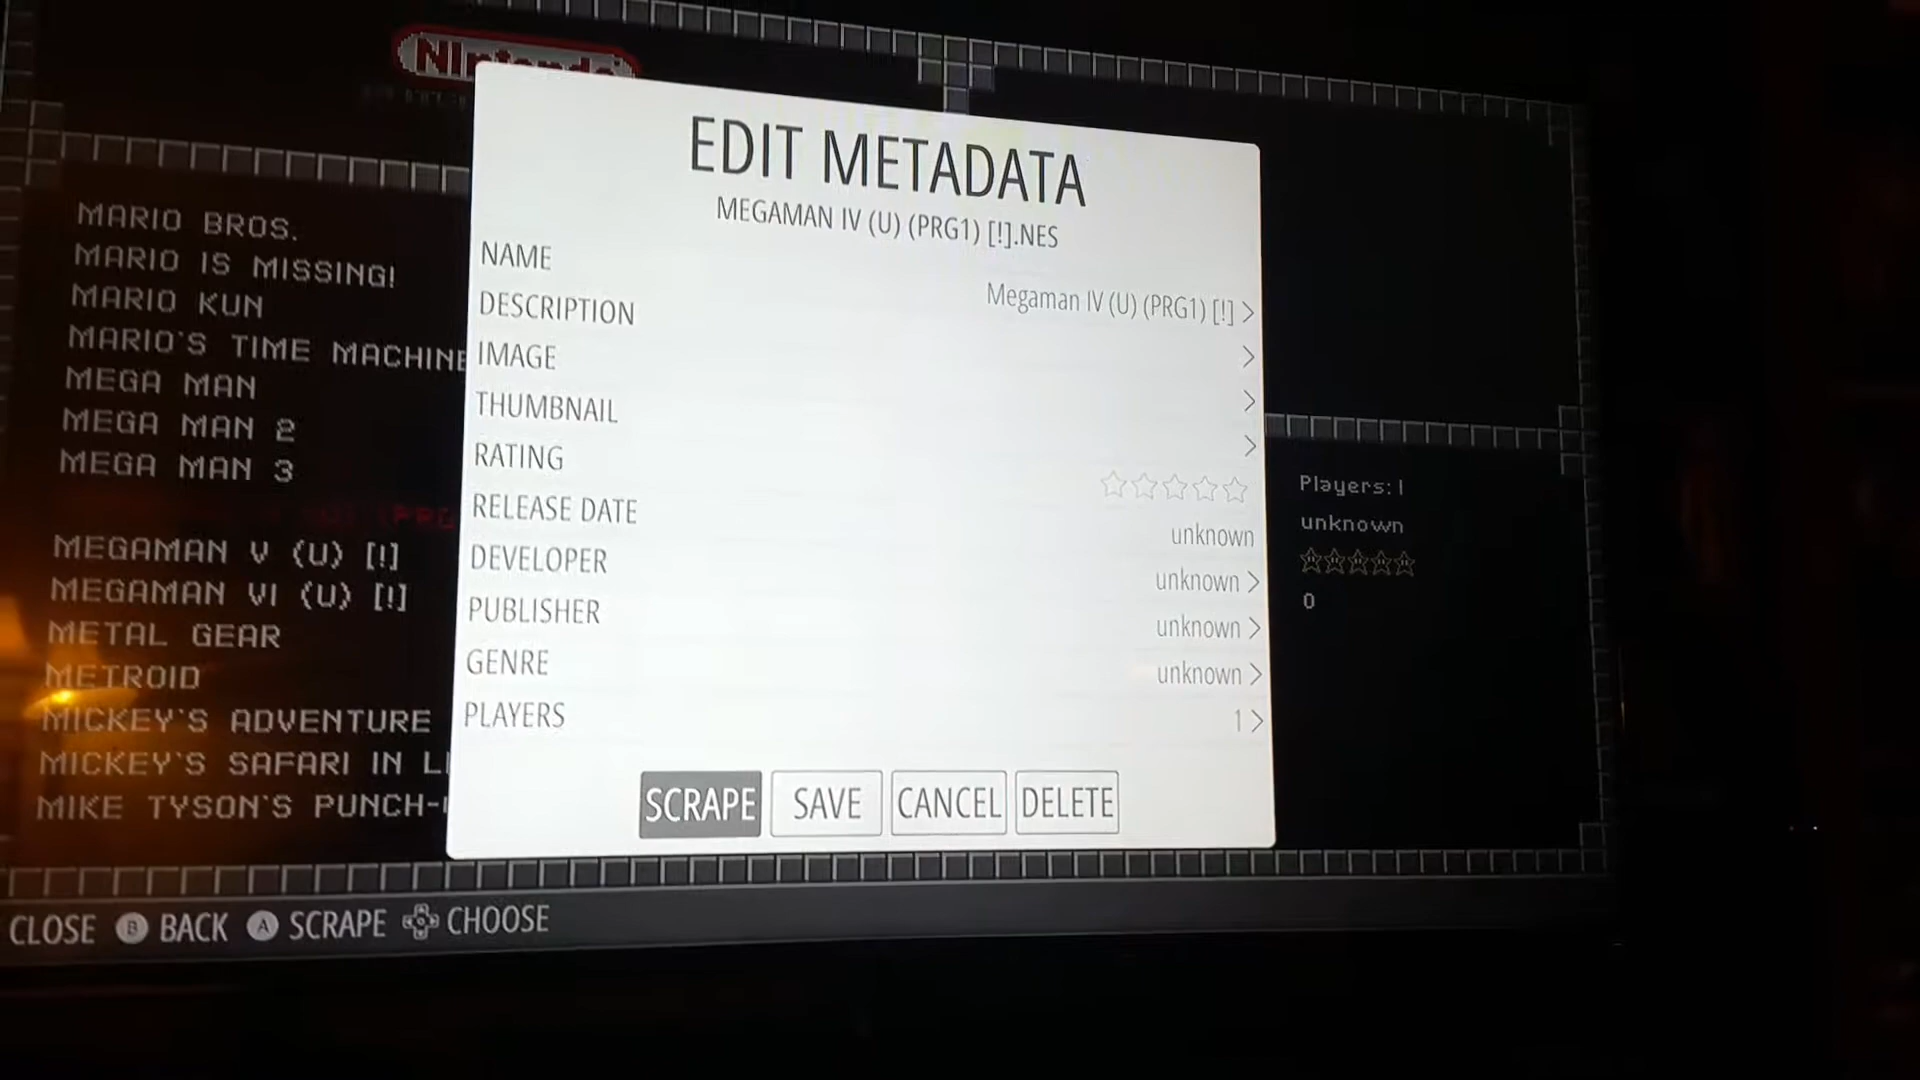 Nintendo
EDIT METADATA
MEGAMAN IV (U) (PRG1) [!].NES
NAME
Megaman IV (U) (PRG1) [!] >
DESCRIPTION
>
IMAGE
>
THUMBNAIL
>
RATING
RELEASE DATE
unknown
DEVELOPER
unknown >
PUBLISHER
unknown >
GENRE
unknown >
PLAYERS
1 >
SCRAPE SAVE CANCEL DELETE
MARIO BROS.
MARIO IS MISSING!
MARIO KUN
MARIO'S TIME MACHINE
MEGA MAN
MEGA MAN 2
MEGA MAN 3
(U) (PRG
MEGAMAN V (U) [!]
MEGAMAN VI (U) [!]
METAL GEAR
METROID
MICKEY'S ADVENTURE
MICKEY'S SAFARI IN L
MIKE TYSON'S PUNCH-
Players: 1
unknown
0
CLOSE B BACK A SCRAPE CHOOSE